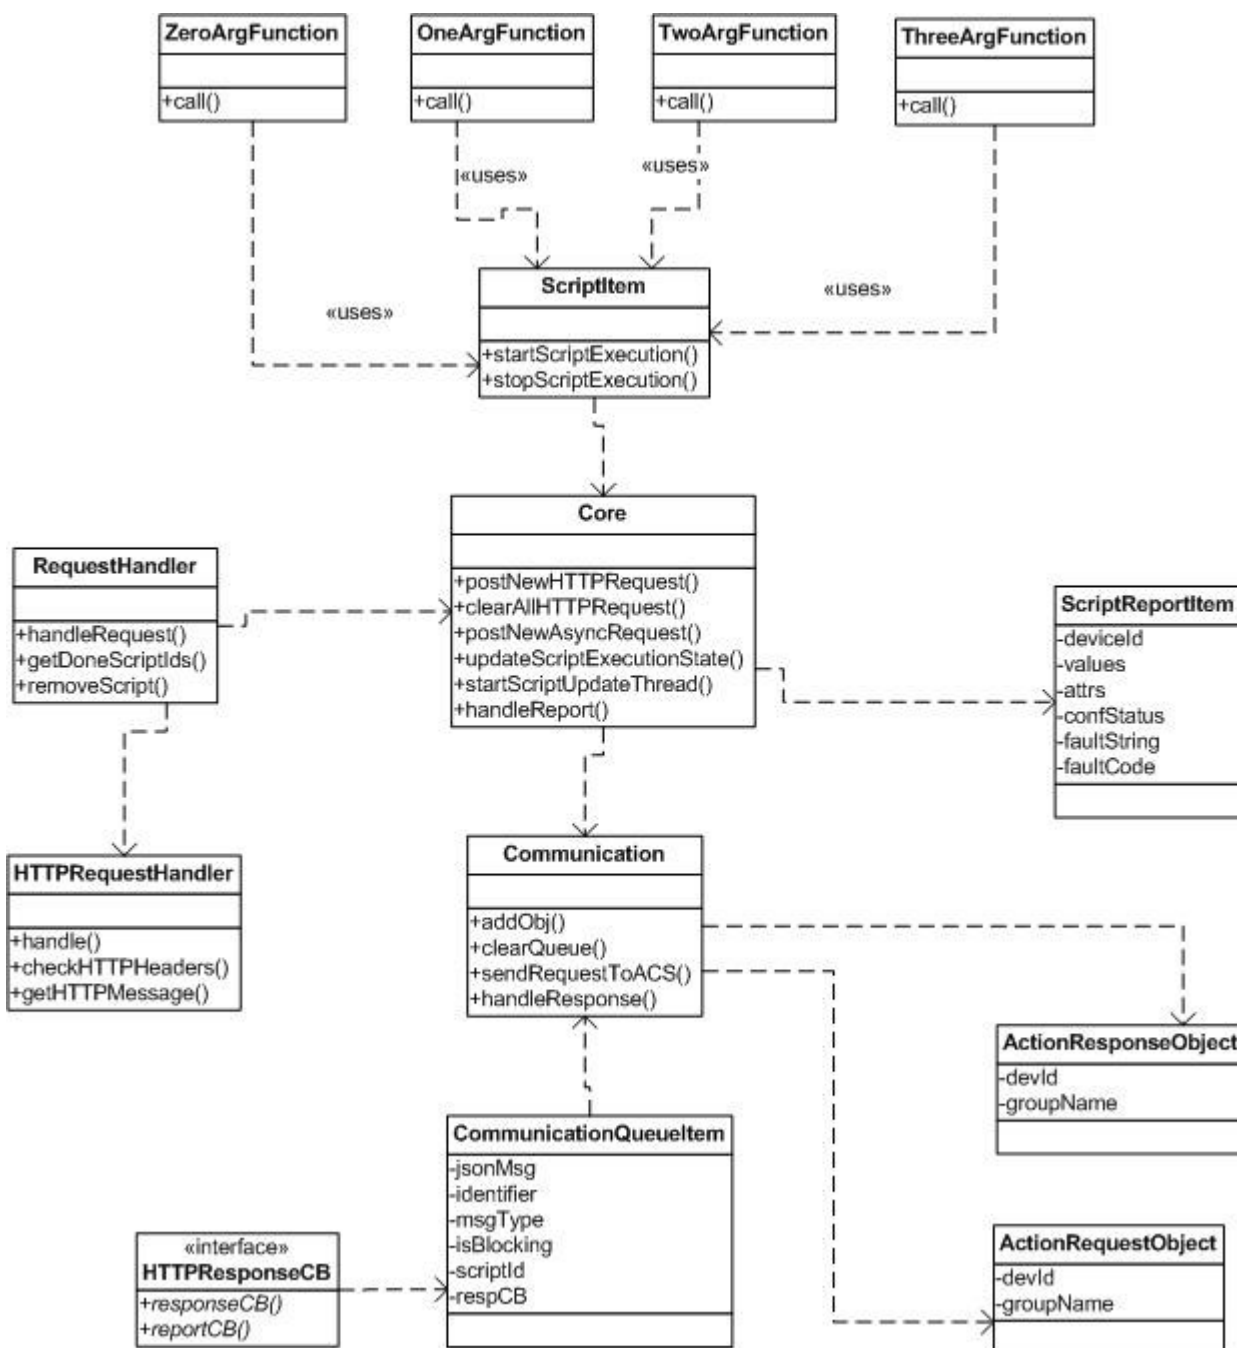 ZeroArgFunction
+call()
OneArgFunction
+call()
TwoArgFunction
+call()
ThreeArgFunction
+call()
«uses»
«uses»
«uses»
«uses»
ScriptItem
+startScriptExecution()
+stopScriptExecution()
Core
+postNewHTTPRequest()
+clearAllHTTPRequest()
+postNewAsyncRequest()
+updateScriptExecutionState()
+startScriptUpdateThread()
+handleReport()
RequestHandler
+handleRequest()
+getDoneScriptIds()
+removeScript()
ScriptReportItem
-deviceId
-values
-attrs
-confStatus
-faultString
-faultCode
HTTPRequestHandler
+handle()
+checkHTTPHeaders()
+getHTTPMessage()
Communication
+addObj()
+clearQueue()
+sendRequestToACS()
+handleResponse()
ActionResponseObject
-devId
-groupName
CommunicationQueueItem
-jsonMsg
-identifier
-msgType
-isBlocking
-scriptId
-respCB
«interface»
HTTPResponseCB
+responseCB()
+reportCB()
ActionRequestObject
-devId
-groupName